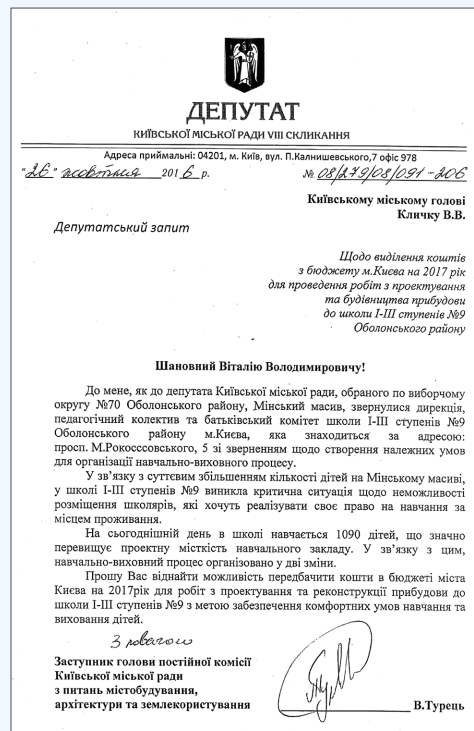 ДЕПУТАТ
КИЇВСЬКОЇ МІСЬКОЇ РАДИ VIII СКЛИКАННЯ
Адреса приймальні: 04201, м. Київ, вул. П.Калнишевського,7 офіс 978
"26" жовтня 2016 р. № 08/279/08/091-206
Київському міському голові
Кличку В.В.
Депутатський запит
Щодо виділення коштів
з бюджету м.Києва на 2017 рік
для проведення робіт з проектування
та будівництва прибудови
до школи І-ІІІ ступенів №9
Оболонського району
Шановний Віталію Володимировичу!
До мене, як до депутата Київської міської ради, обраного по виборчому
округу №70 Оболонського району, Мінський масив, звернулися дирекція,
педагогічний колектив та батьківський комітет школи І-ІІІ ступенів №9
Оболонського району м.Києва, яка знаходиться за адресою:
просп. М.Рокосссовського, 5 зі зверненням щодо створення належних умов
для організації навчально-виховного процесу.
У зв'язку з суттєвим збільшенням кількості дітей на Мінському масиві,
у школі І-ІІІ ступенів №9 виникла критична ситуація щодо неможливості
розміщення школярів, які хочуть реалізувати своє право на навчання за
місцем проживання.
На сьогоднішній день в школі навчається 1090 дітей, що значно
перевищує проектну місткість навчального закладу. У зв'язку з цим,
навчально-виховний процес організовано у дві зміни.
Прошу Вас віднайти можливість передбачити кошти в бюджеті міста
Києва на 2017рік для робіт з проектування та реконструкції прибудови до
школи І-ІІІ ступенів №9 з метою забезпечення комфортних умов навчання та
виховання дітей.
З повагою
Заступник голови постійної комісії
Київської міської ради
з питань містобудування,
архітектури та землекористування В.Турець